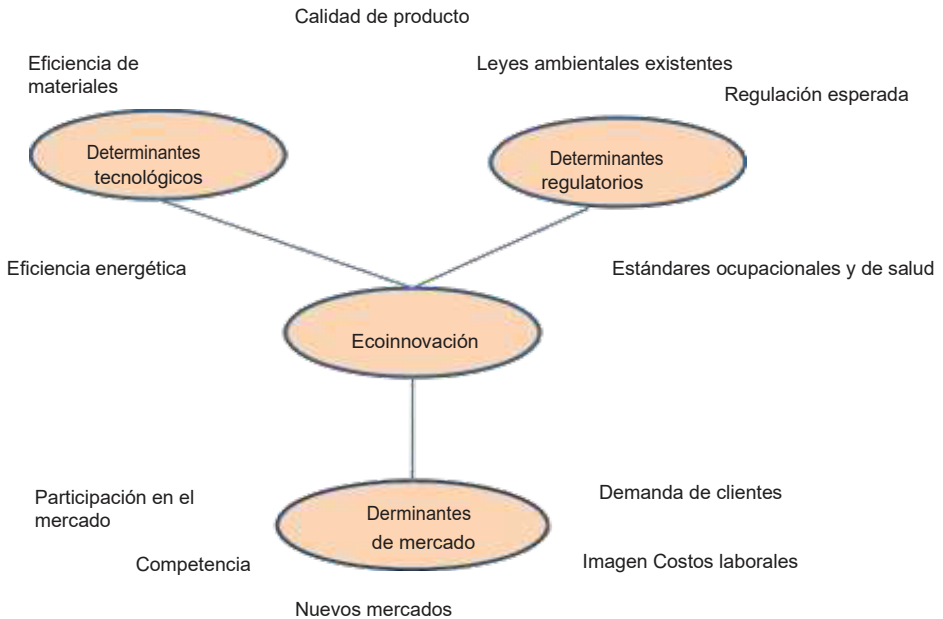 Calidad de producto
Eficiencia de
materiales
Leyes ambientales existentes
Regulación esperada
Determinantes
tecnológicos
Determinantes
regulatorios
Eficiencia energética
Estándares ocupacionales y de salud
Ecoinnovación
Participación en el
mercado
Demanda de clientes
Derminantes
de mercado
Competencia
Imagen Costos laborales
Nuevos mercados